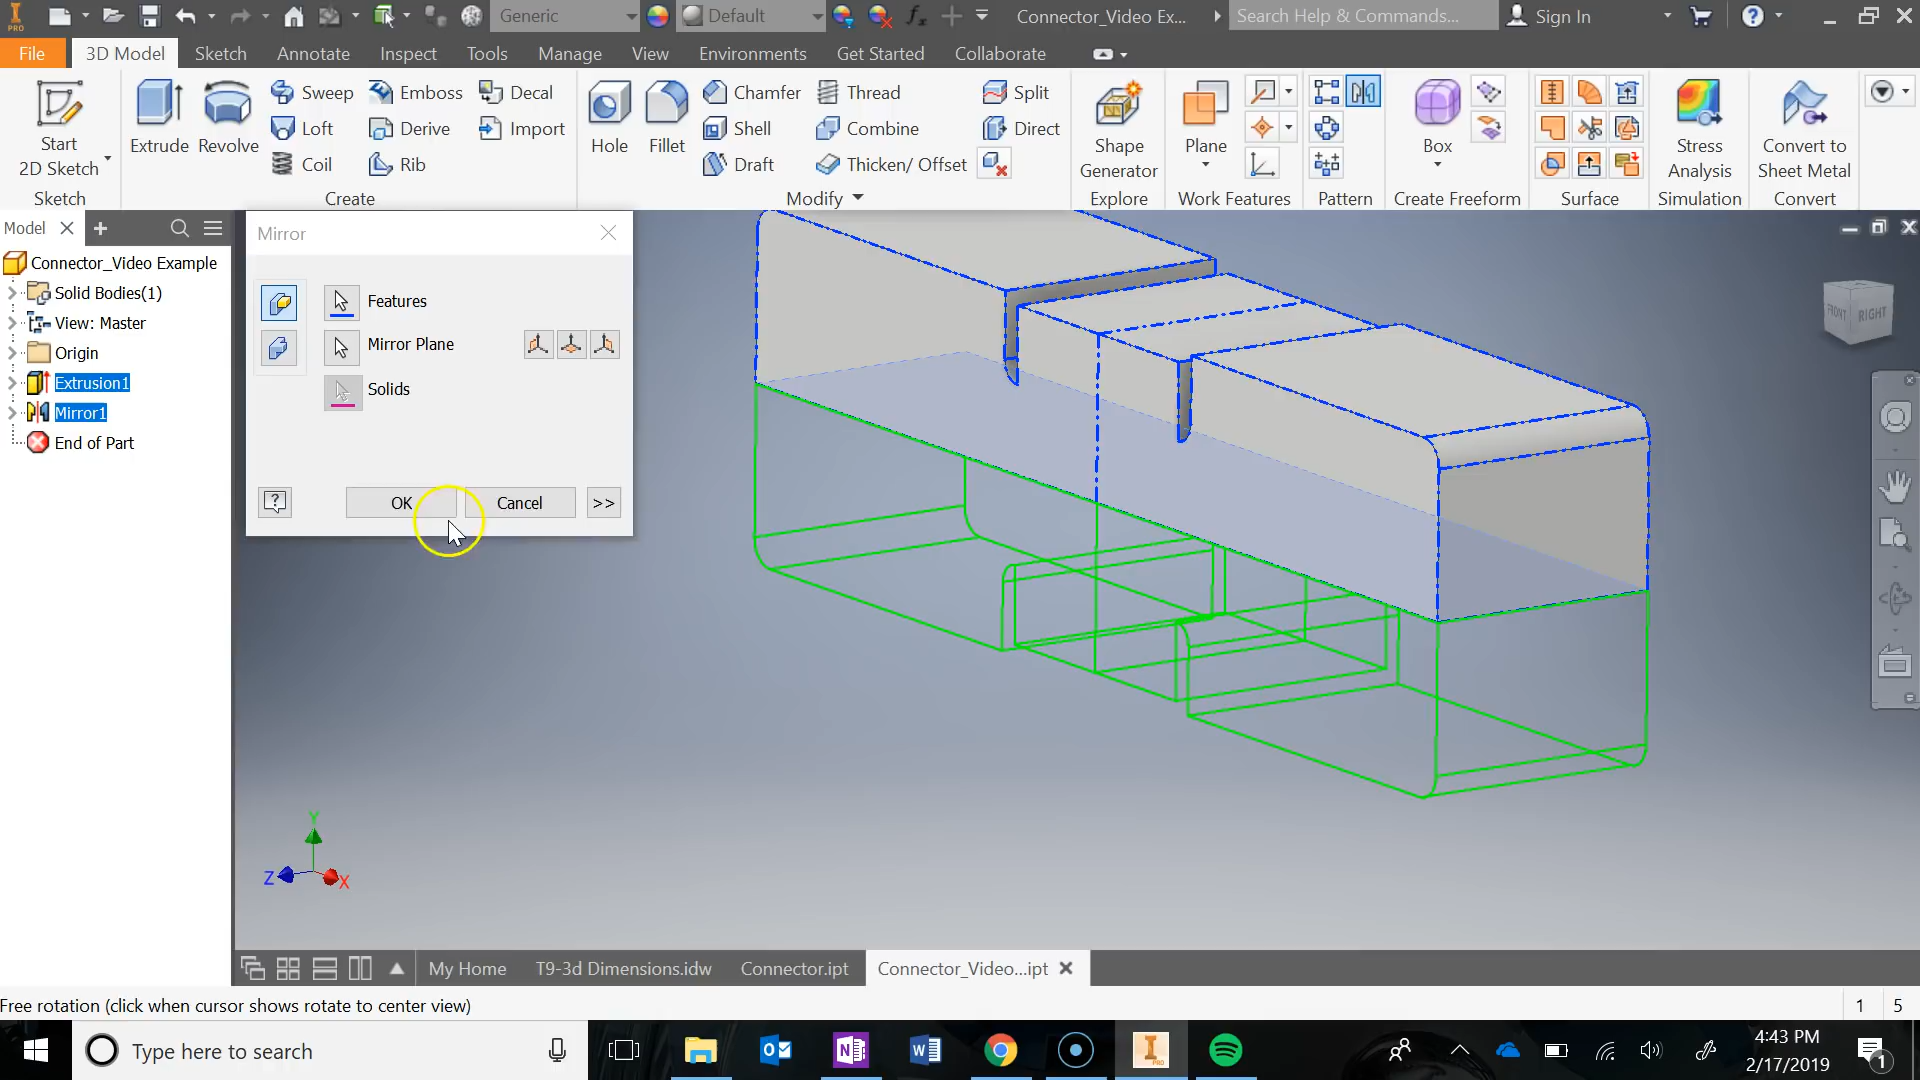 PRO
Generic
Default
fx
Connector_Video Ex...
Search Help & Commands...
Sign In
File
3D Model
Sketch
Annotate
Inspect
Tools
Manage
View
Environments
Get Started
Collaborate
Start
2D Sketch
Sketch
Extrude
Revolve
Sweep
Loft
Coil
Emboss
Derive
Rib
Decal
Import
Create
Hole
Fillet
Chamfer
Shell
Draft
Thread
Combine
Thicken/ Offset
Split
Direct
Modify
Shape
Generator
Explore
Plane
Work Features
Pattern
Box
Create Freeform
Surface
Stress
Analysis
Simulation
Convert to
Sheet Metal
Convert
Model
Connector_Video Example
Solid Bodies(1)
View: Master
Origin
Extrusion1
Mirror1
End of Part
Mirror
Features
Mirror Plane
Solids
OK
Cancel
>>
FRONT
RIGHT
Y
Z
X
My Home
T9-3d Dimensions.idw
Connector.ipt
Connector_Video...ipt
Free rotation (click when cursor shows rotate to center view)
1
5
Type here to search
4:43 PM
2/17/2019
1